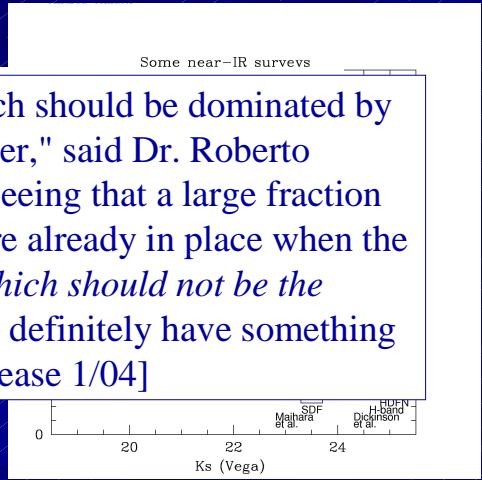 Some near-IR surveys
ch should be dominated by
er," said Dr. Roberto
eeing that a large fraction
re already in place when the
hich should not be the
definitely have something
ease 1/04]
HDFN
SDF H-band
Maihara Dickinson
et al. et al.
0
20 22 24
Ks (Vega)